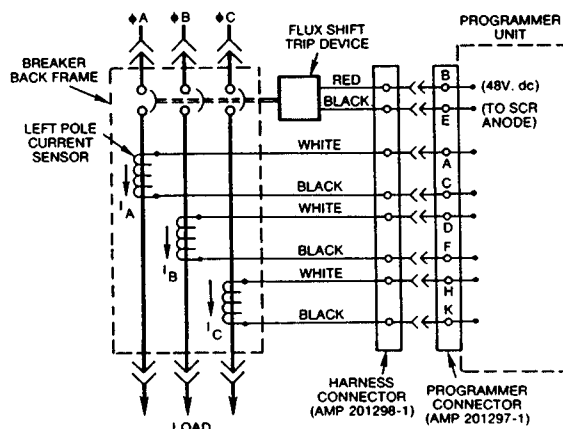 ϕA
ϕB
ϕC
FLUX SHIFT
TRIP DEVICE
PROGRAMMER
UNIT
BREAKER
BACK FRAME
RED
B
(48V. dc)
BLACK
E
(TO SCR
ANODE)
LEFT POLE
CURRENT
SENSOR
WHITE
A
I A
BLACK
C
WHITE
D
I B
BLACK
F
WHITE
H
I C
BLACK
K
HARNESS
CONNECTOR
(AMP 201298-1)
PROGRAMMER
CONNECTOR
(AMP 201297-1)
LOAD